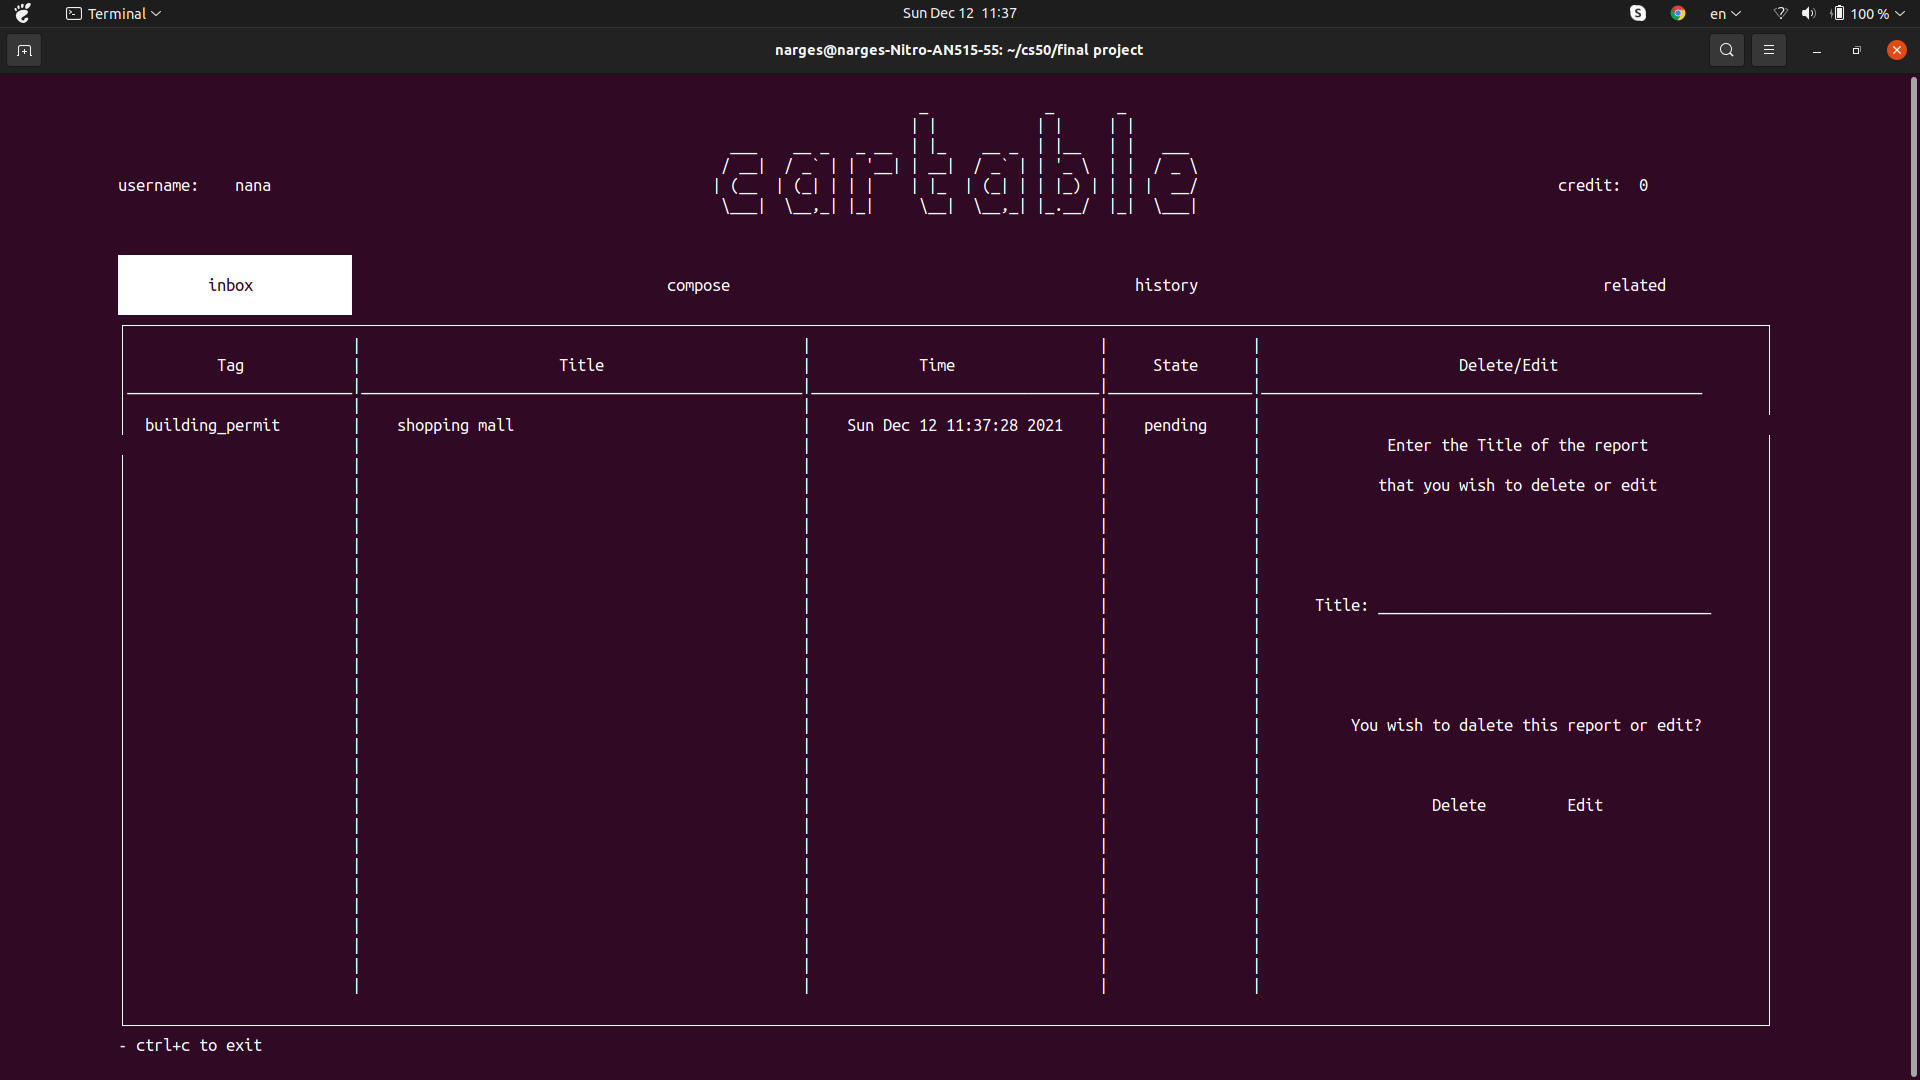 Terminal
Sun Dec 12 11:37
en
100 %
narges@narges-Nitro-AN515-55: ~/cs50/final project
cartable
username: nana
credit: 0
inbox compose history related
Tag Title Time State Delete/Edit
building_permit shopping mall Sun Dec 12 11:37:28 2021 pending
Enter the Title of the report
that you wish to delete or edit
Title: _____________________________________
You wish to dalete this report or edit?
Delete Edit
- ctrl+c to exit